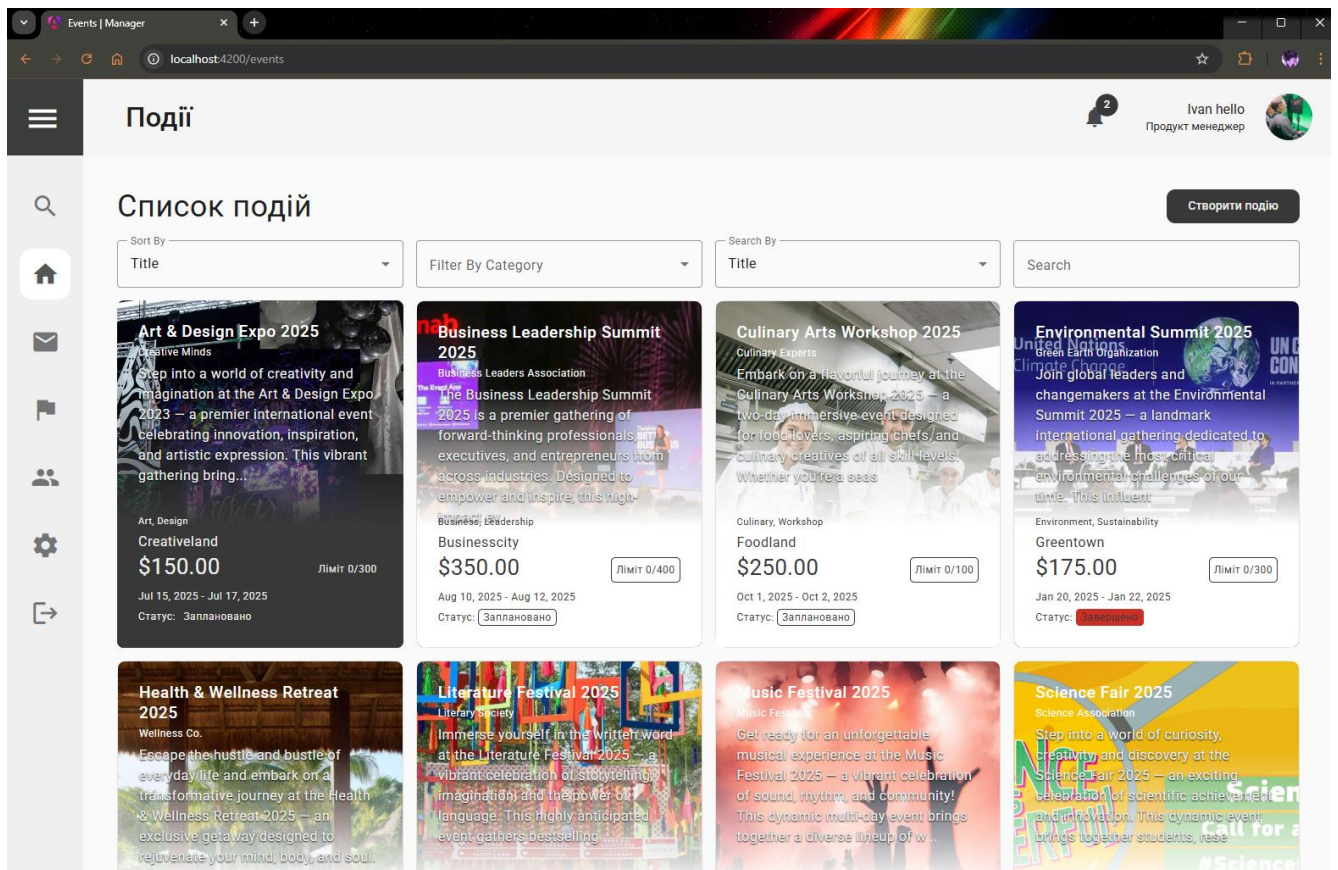 Events | Manager
localhost:4200/events
Події
2
Ivan hello
Продукт менеджер
Список подій
Створити подію
Sort By
Title
Filter By Category
Search By
Title
Search
Art & Design Expo 2025
Creative Minds
Step into a world of creativity and
imagination at the Art & Design Expo
2023 — a premier international event
celebrating innovation, inspiration,
and artistic expression. This vibrant
gathering bring...
Art, Design
Creativeland
$150.00
Ліміт 0/300
Jul 15, 2025 - Jul 17, 2025
Статус: Заплановано
Business Leadership Summit
2025
Business Leaders Association
The Business Leadership Summit
2025 is a premier gathering of
forward-thinking professionals,
executives, and entrepreneurs from
across industries. Designed to
empower and inspire, this high-
impact ev...
Business, Leadership
Businesscity
$350.00
Ліміт 0/400
Aug 10, 2025 - Aug 12, 2025
Статус: Заплановано
Culinary Arts Workshop 2025
Culinary Experts
Embark on a flavorful journey at the
Culinary Arts Workshop 2025 — a
two-day immersive event designed
for food lovers, aspiring chefs, and
culinary creatives of all skill levels.
Whether you're a seas
Culinary, Workshop
Foodland
$250.00
Ліміт 0/100
Oct 1, 2025 - Oct 2, 2025
Статус: Заплановано
Environmental Summit 2025
United Nations
Green Earth Organization
Climate Change
UN C
CON
Join global leaders and
changemakers at the Environmental
Summit 2025 — a landmark
international gathering dedicated to
addressing the most critical
environmental challenges of our
time. This influent
Environment, Sustainability
Greentown
$175.00
Ліміт 0/300
Jan 20, 2025 - Jan 22, 2025
Статус: Завершено
Health & Wellness Retreat
2025
Wellness Co.
Escape the hustle and bustle of
everyday life and embark on a
transformative journey at the Health
& Wellness Retreat 2025 — an
exclusive getaway designed to
rejuvenate your mind, body, and soul.
Literature Festival 2025
Literary Society
Immerse yourself in the written word
at the Literature Festival 2025 — a
vibrant celebration of storytelling,
imagination, and the power of
language. This highly anticipated
event gathers bestselling
Music Festival 2025
Get ready for an unforgettable
musical experience at the Music
Festival 2025 — a vibrant celebration
of sound, rhythm, and community!
This dynamic multi-day event brings
together a diverse lineup of w...
Science Fair 2025
Science Association
Step into a world of curiosity,
creativity, and discovery at the
Science Fair 2025 — an exciting
celebration of scientific achievement
and innovation. This dynamic event
brings together students, rese
Scien
Call for a
#Science